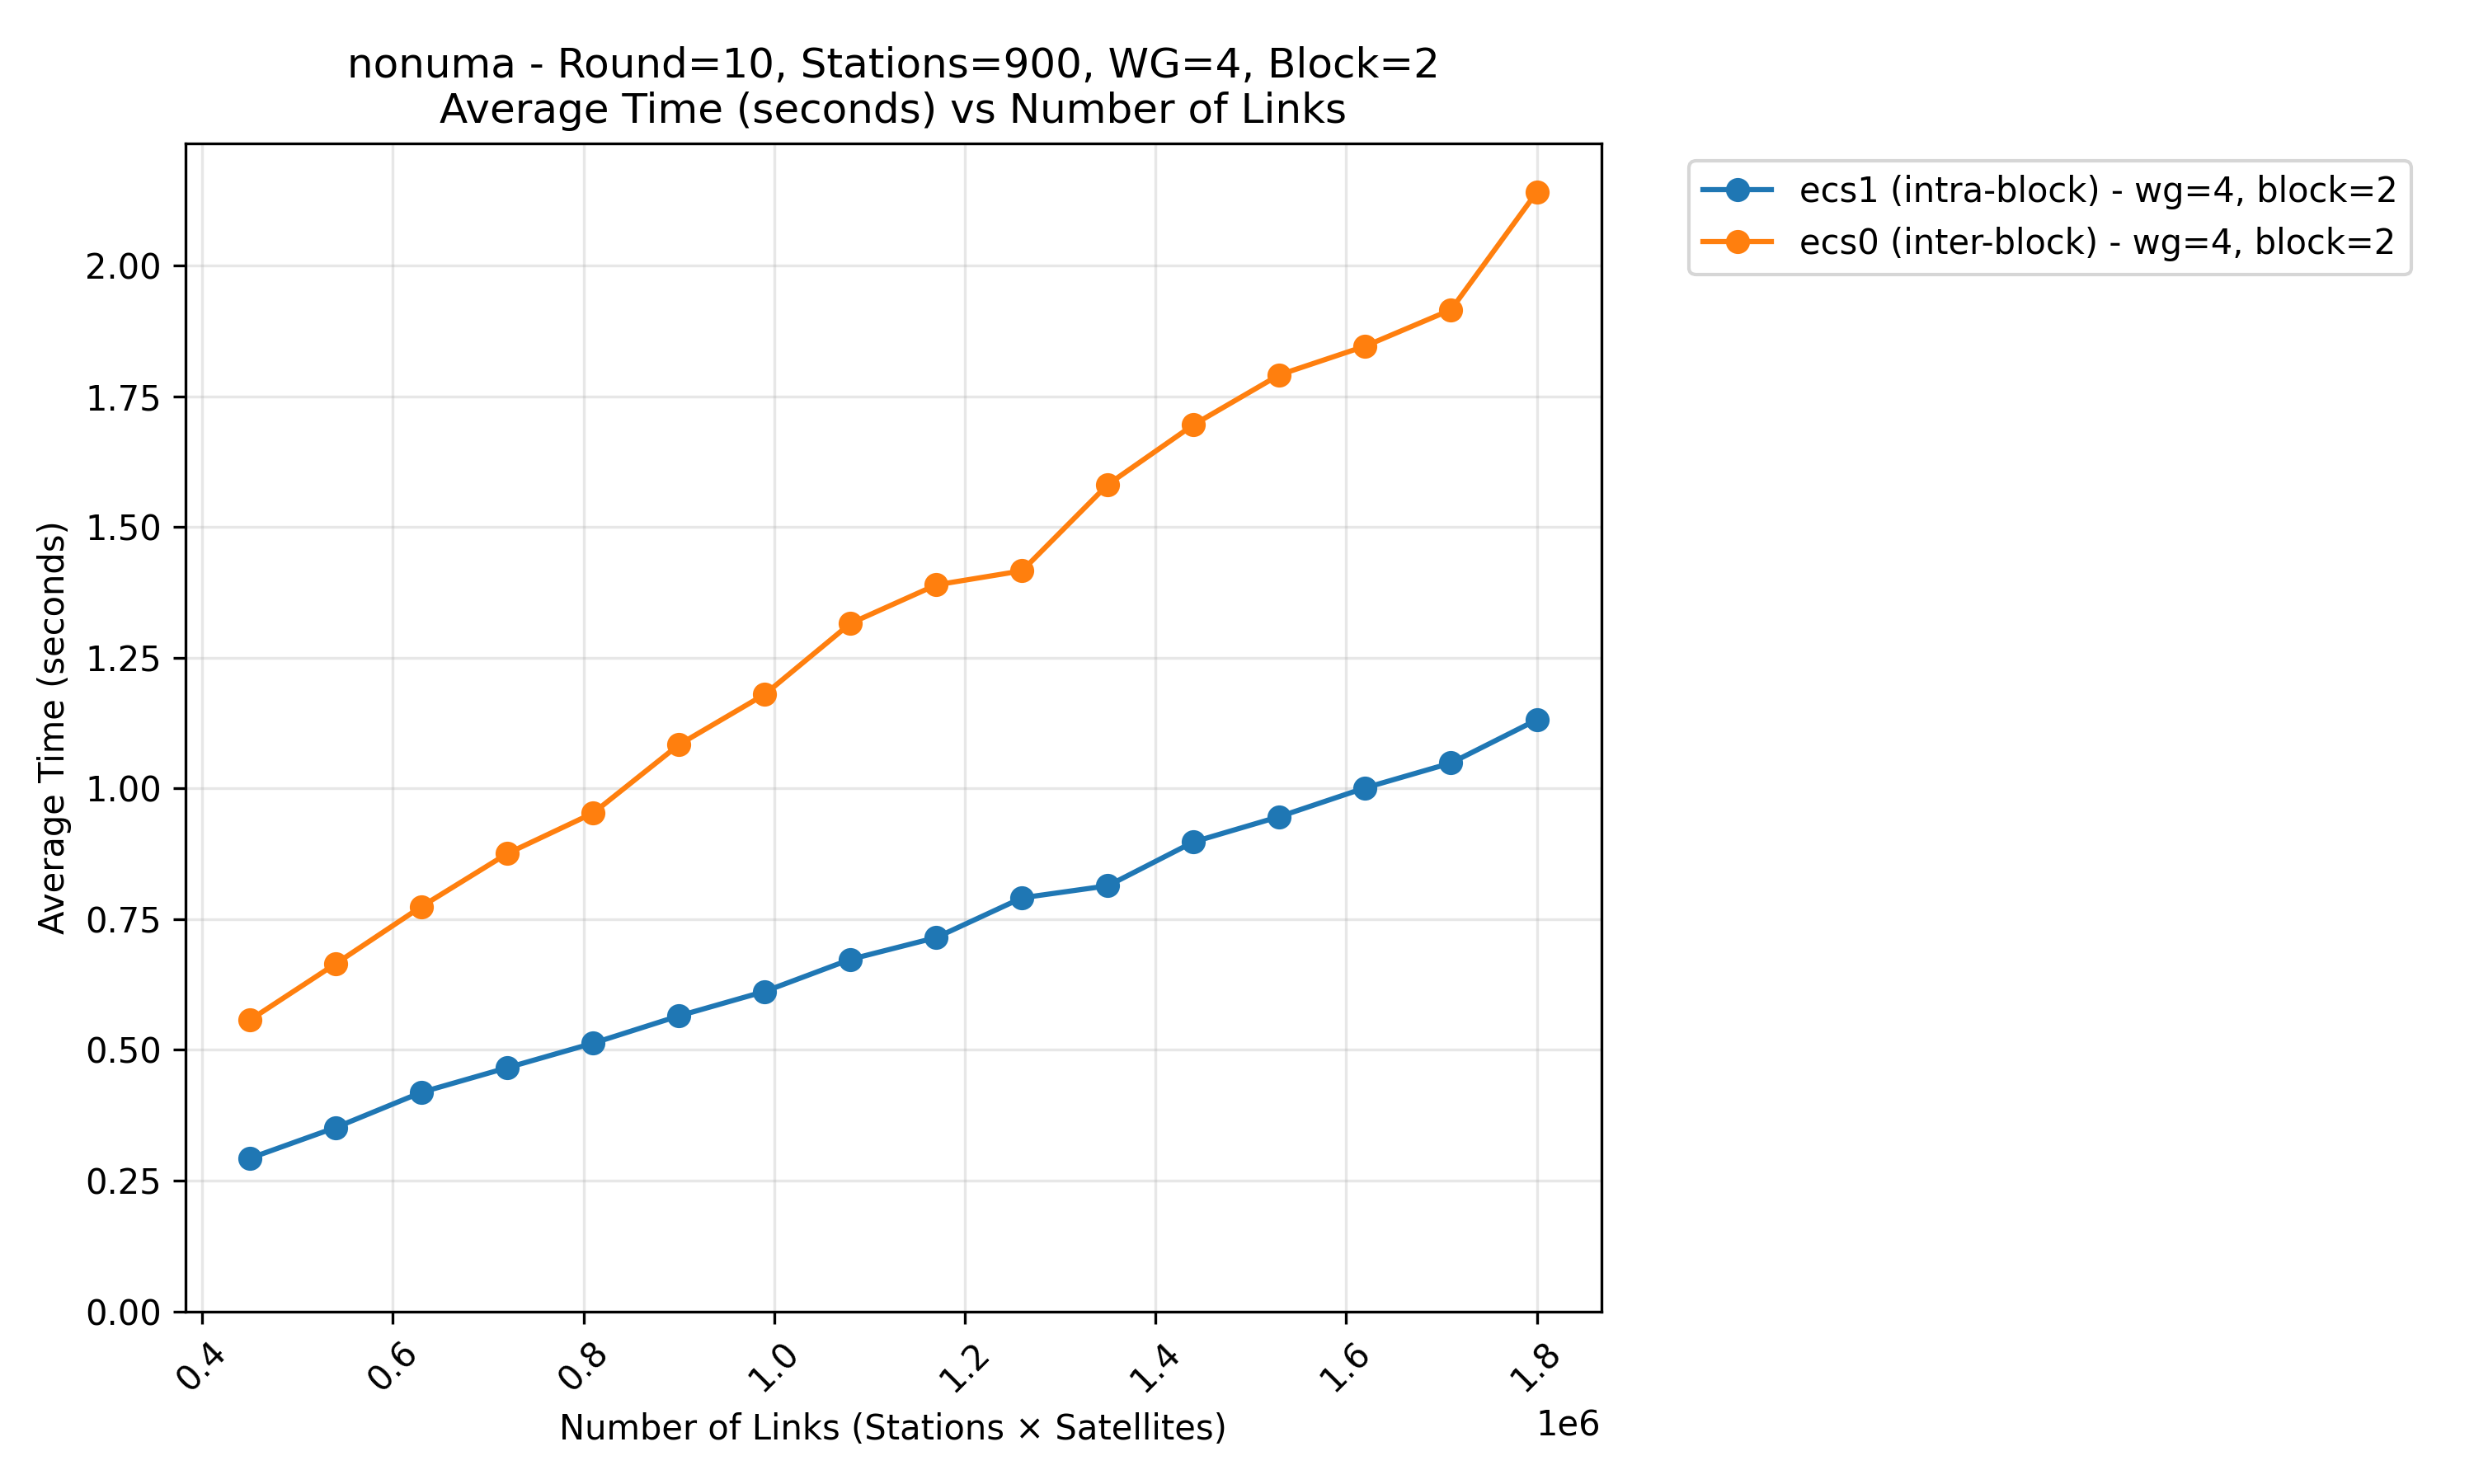 nonuma - Round=10, Stations=900, WG=4, Block=2
Average Time (seconds) vs Number of Links
ecs1 (intra-block) - wg=4, block=2
ecs0 (inter-block) - wg=4, block=2
Average Time (seconds)
2.00
1.75
1.50
1.25
1.00
0.75
0.50
0.25
0.00
0.4
0.6
0.8
1.0
1.2
1.4
1.6
1.8
1e6
Number of Links (Stations × Satellites)